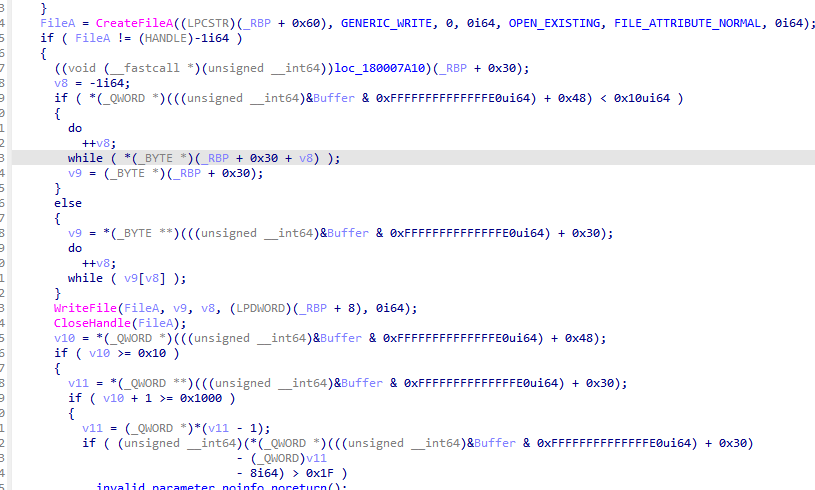 3 }
4 FileA = CreateFileA((LPCSTR)(_RBP + 0x60), GENERIC_WRITE, 0, 0i64, OPEN_EXISTING, FILE_ATTRIBUTE_NORMAL, 0i64);
5 if ( FileA != (HANDLE)-1i64 )
6 {
7 ((void (__fastcall *)(unsigned __int64))loc_180007A10)(_RBP + 0x30);
8 v8 = -1i64;
9 if ( *(_QWORD *)(((unsigned __int64)&Buffer & 0xFFFFFFFFFFFFFFE0ui64) + 0x48) < 0x10ui64 )
0 {
1 do
2 ++v8;
3 while ( *(_BYTE *)(_RBP + 0x30 + v8) );
4 v9 = (_BYTE *)(_RBP + 0x30);
5 }
6 else
7 {
8 v9 = *(_BYTE **)(((unsigned __int64)&Buffer & 0xFFFFFFFFFFFFFFE0ui64) + 0x30);
9 do
0 ++v8;
1 while ( v9[v8] );
2 }
3 WriteFile(FileA, v9, v8, (LPDWORD)(_RBP + 8), 0i64);
4 CloseHandle(FileA);
5 v10 = *(_QWORD *)(((unsigned __int64)&Buffer & 0xFFFFFFFFFFFFFFE0ui64) + 0x48);
6 if ( v10 >= 0x10 )
7 {
8 v11 = *(_QWORD **)(((unsigned __int64)&Buffer & 0xFFFFFFFFFFFFFFE0ui64) + 0x30);
9 if ( v10 + 1 >= 0x1000 )
0 {
1 v11 = (_QWORD *)*(v11 - 1);
2 if ( (unsigned __int64)(*(_QWORD *)(((unsigned __int64)&Buffer & 0xFFFFFFFFFFFFFFE0ui64) + 0x30)
3 - (_QWORD)v11
4 - 8i64) > 0x1F )
5 invalid_parameter_noinfo_noreturn();